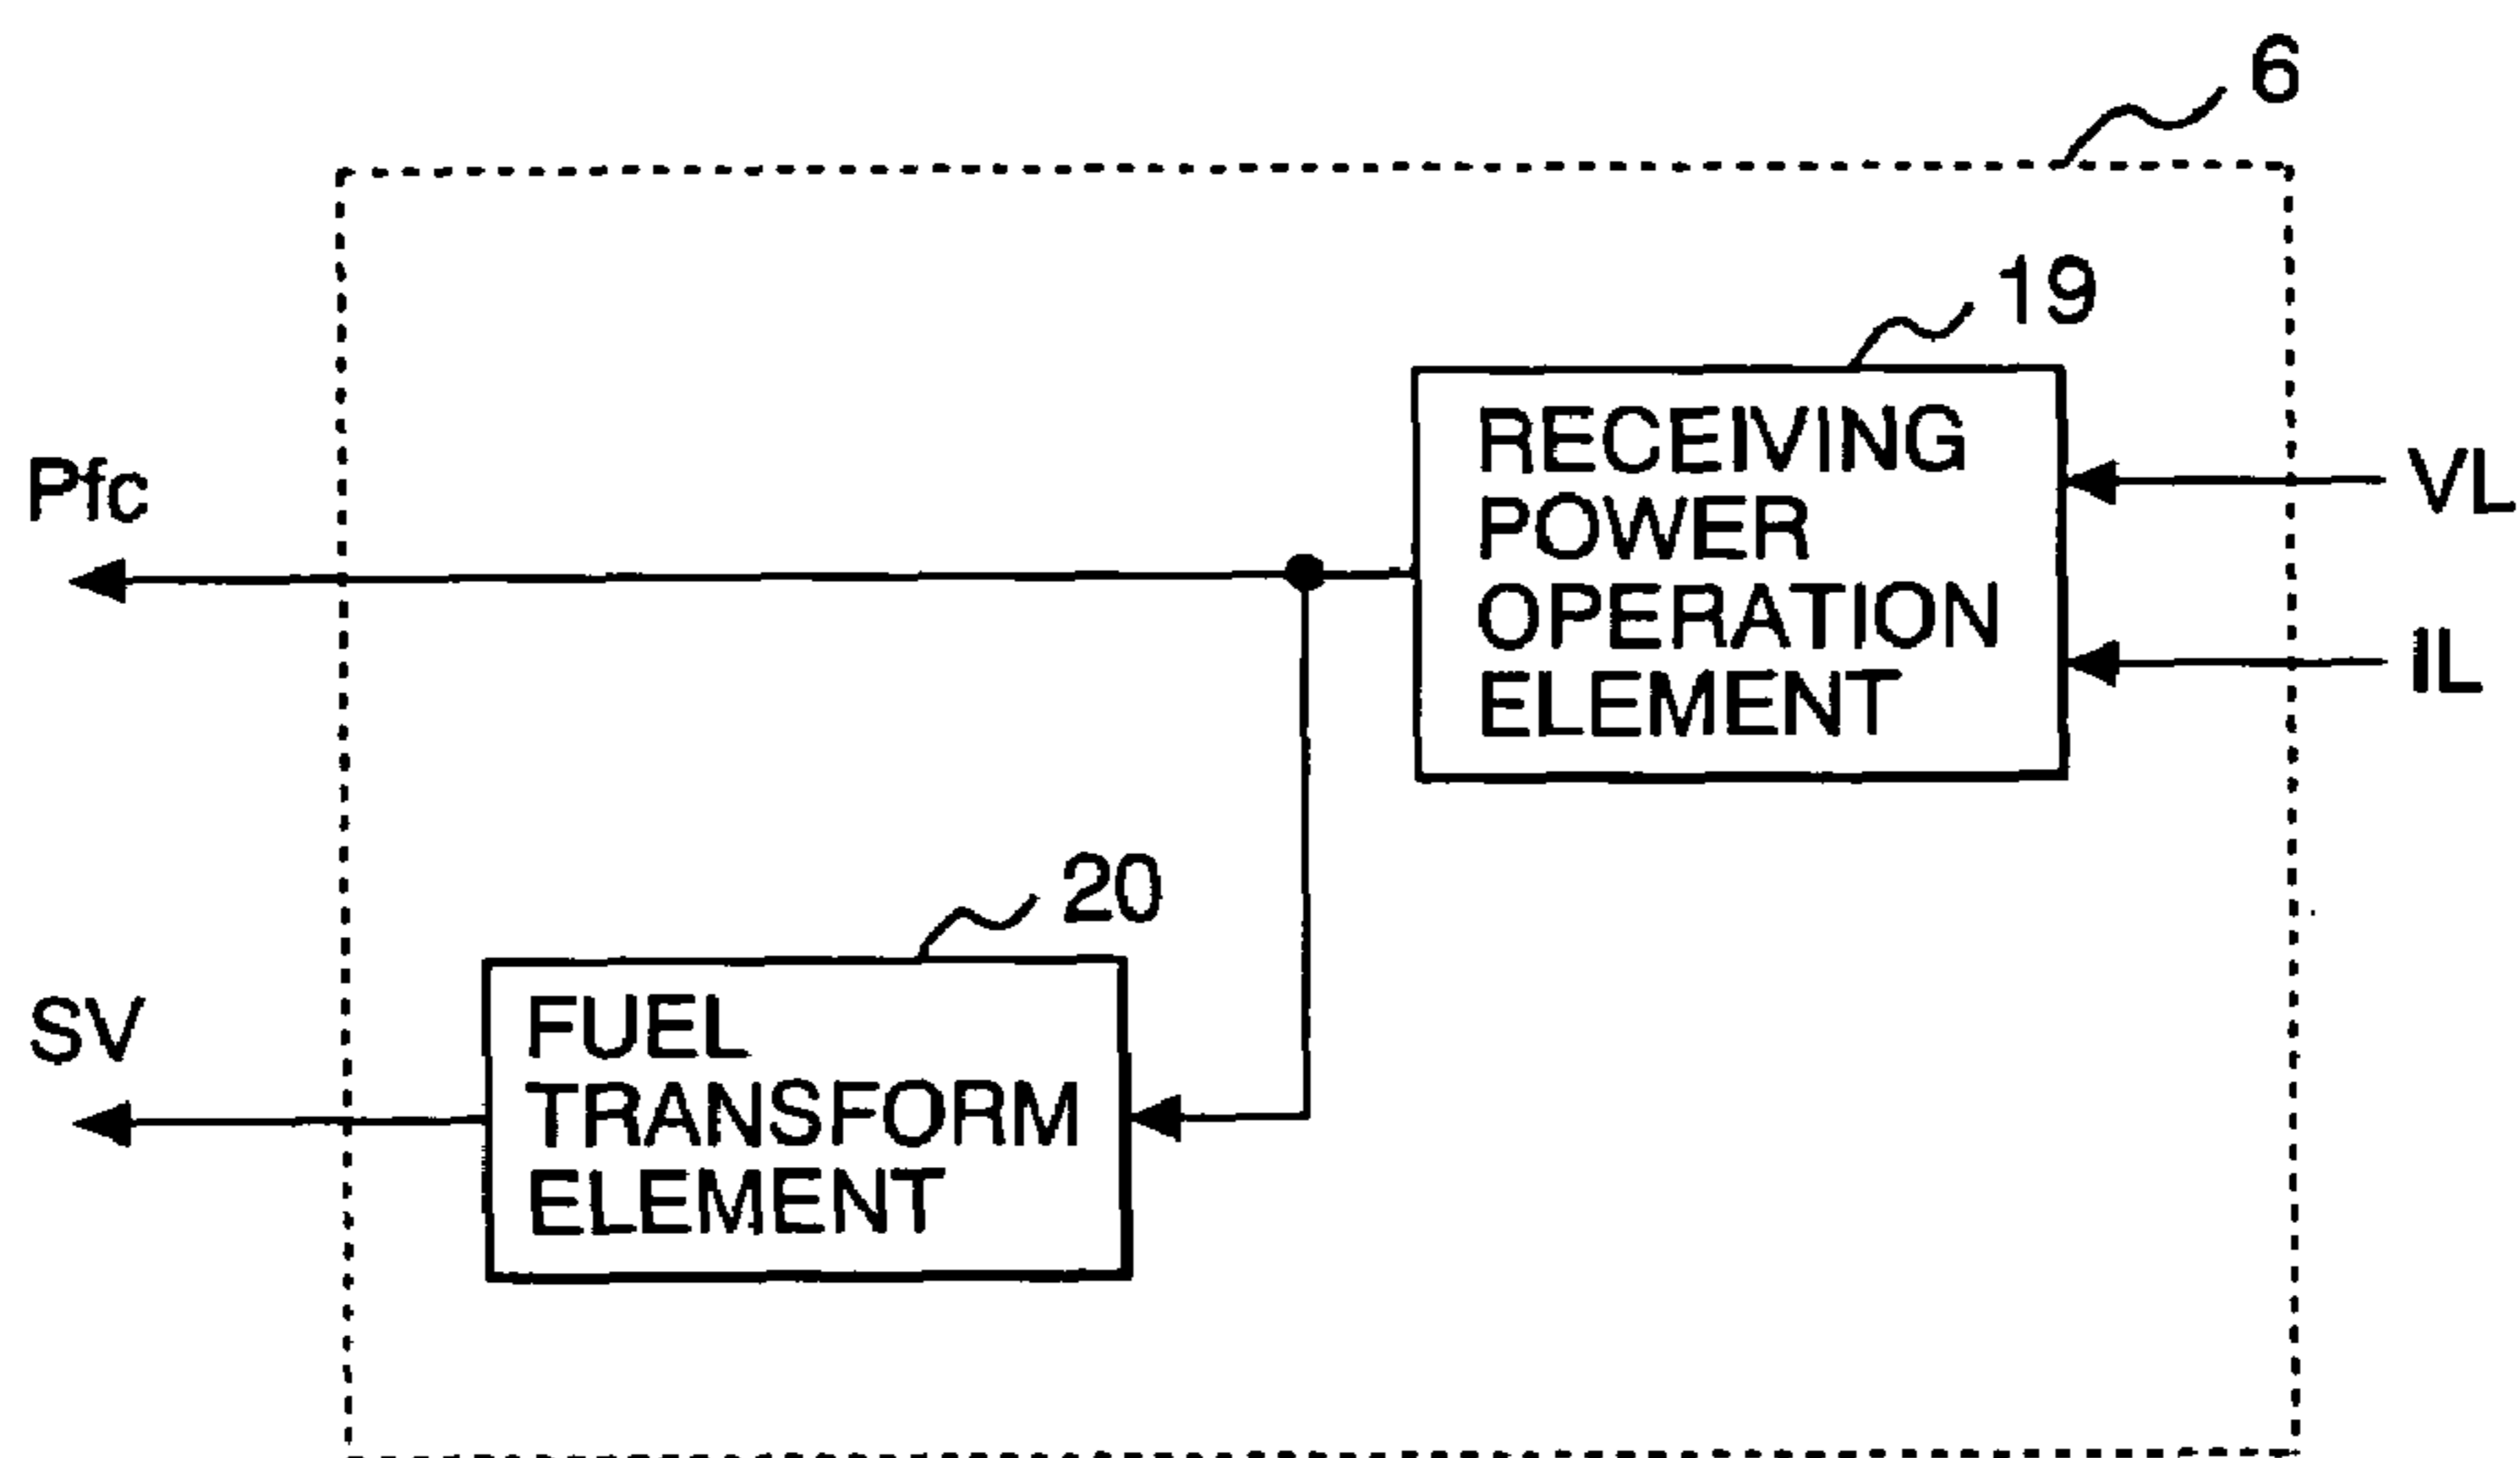 6
19
RECEIVING
POWER
OPERATION
ELEMENT
VL
IL
Pfc
20
FUEL
TRANSFORM
ELEMENT
SV